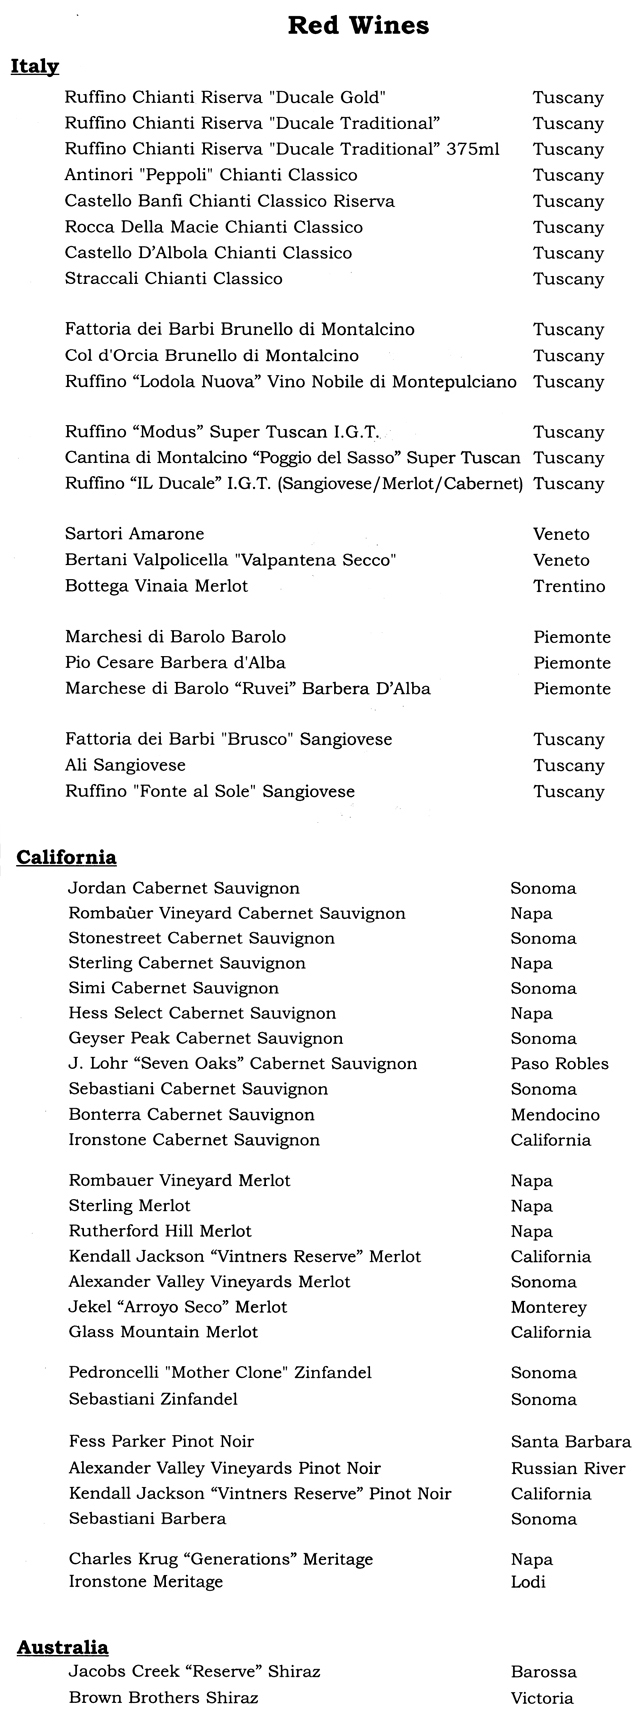 Red Wines
Italy
Ruffino Chianti Riserva "Ducale Gold" Tuscany
Ruffino Chianti Riserva "Ducale Traditional” Tuscany
Ruffino Chianti Riserva "Ducale Traditional” 375ml Tuscany
Antinori "Peppoli" Chianti Classico Tuscany
Castello Banfi Chianti Classico Riserva Tuscany
Rocca Della Macie Chianti Classico Tuscany
Castello D’Albola Chianti Classico Tuscany
Straccali Chianti Classico Tuscany
Fattoria dei Barbi Brunello di Montalcino Tuscany
Col d'Orcia Brunello di Montalcino Tuscany
Ruffino “Lodola Nuova” Vino Nobile di Montepulciano Tuscany
Ruffino “Modus” Super Tuscan I.G.T. Tuscany
Cantina di Montalcino “Poggio del Sasso” Super Tuscan Tuscany
Ruffino “IL Ducale” I.G.T. (Sangiovese/Merlot/Cabernet) Tuscany
Sartori Amarone Veneto
Bertani Valpolicella "Valpantena Secco" Veneto
Bottega Vinaia Merlot Trentino
Marchesi di Barolo Barolo Piemonte
Pio Cesare Barbera d'Alba Piemonte
Marchese di Barolo “Ruvei” Barbera D’Alba Piemonte
Fattoria dei Barbi "Brusco" Sangiovese Tuscany
Ali Sangiovese Tuscany
Ruffino "Fonte al Sole" Sangiovese Tuscany
California
Jordan Cabernet Sauvignon Sonoma
Rombauer Vineyard Cabernet Sauvignon Napa
Stonestreet Cabernet Sauvignon Sonoma
Sterling Cabernet Sauvignon Napa
Simi Cabernet Sauvignon Sonoma
Hess Select Cabernet Sauvignon Napa
Geyser Peak Cabernet Sauvignon Sonoma
J. Lohr “Seven Oaks” Cabernet Sauvignon Paso Robles
Sebastiani Cabernet Sauvignon Sonoma
Bonterra Cabernet Sauvignon Mendocino
Ironstone Cabernet Sauvignon California
Rombauer Vineyard Merlot Napa
Sterling Merlot Napa
Rutherford Hill Merlot Napa
Kendall Jackson “Vintners Reserve” Merlot California
Alexander Valley Vineyards Merlot Sonoma
Jekel “Arroyo Seco” Merlot Monterey
Glass Mountain Merlot California
Pedroncelli "Mother Clone" Zinfandel Sonoma
Sebastiani Zinfandel Sonoma
Fess Parker Pinot Noir Santa Barbara
Alexander Valley Vineyards Pinot Noir Russian River
Kendall Jackson “Vintners Reserve” Pinot Noir California
Sebastiani Barbera Sonoma
Charles Krug “Generations” Meritage Napa
Ironstone Meritage Lodi
Australia
Jacobs Creek “Reserve” Shiraz Barossa
Brown Brothers Shiraz Victoria